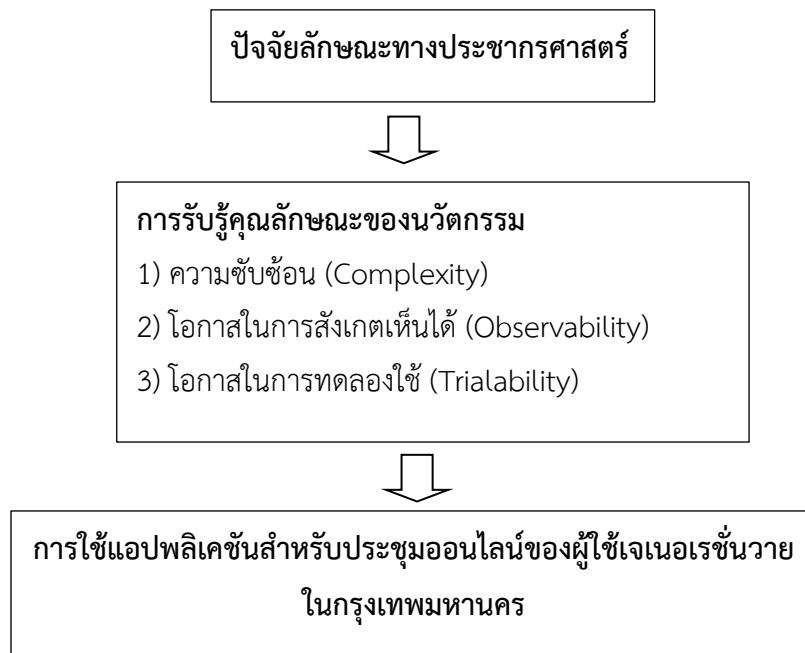 ปัจจัยลักษณะทางประชากรศาสตร์
การรับรู้คุณลักษณะของนวัตกรรม
1) ความซับซ้อน (Complexity)
2) โอกาสในการสังเกตเห็นได้ (Observability)
3) โอกาสในการทดลองใช้ (Trialability)
การใช้แอปพลิเคชันสำหรับประชุมออนไลน์ของผู้ใช้เจเนอเรชั่นวาย
ในกรุงเทพมหานคร